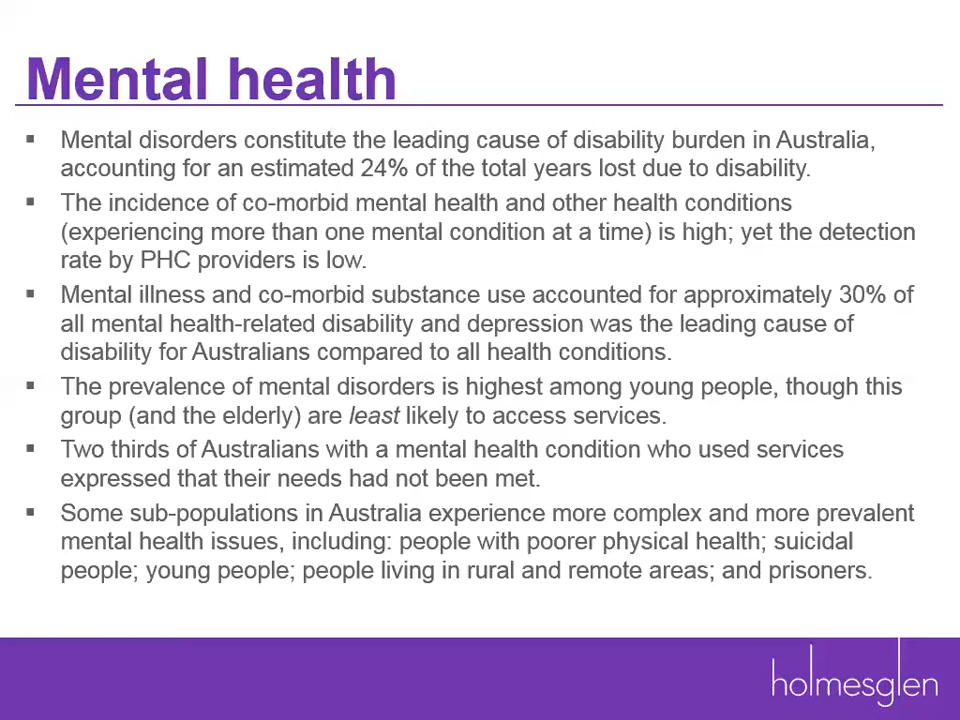 Mental health
▪ Mental disorders constitute the leading cause of disability burden in Australia,
accounting for an estimated 24% of the total years lost due to disability.
▪ The incidence of co-morbid mental health and other health conditions
(experiencing more than one mental condition at a time) is high; yet the detection
rate by PHC providers is low.
▪ Mental illness and co-morbid substance use accounted for approximately 30% of
all mental health-related disability and depression was the leading cause of
disability for Australians compared to all health conditions.
▪ The prevalence of mental disorders is highest among young people, though this
group (and the elderly) are least likely to access services.
▪ Two thirds of Australians with a mental health condition who used services
expressed that their needs had not been met.
▪ Some sub-populations in Australia experience more complex and more prevalent
mental health issues, including: people with poorer physical health; suicidal
people; young people; people living in rural and remote areas; and prisoners.
holmesglen